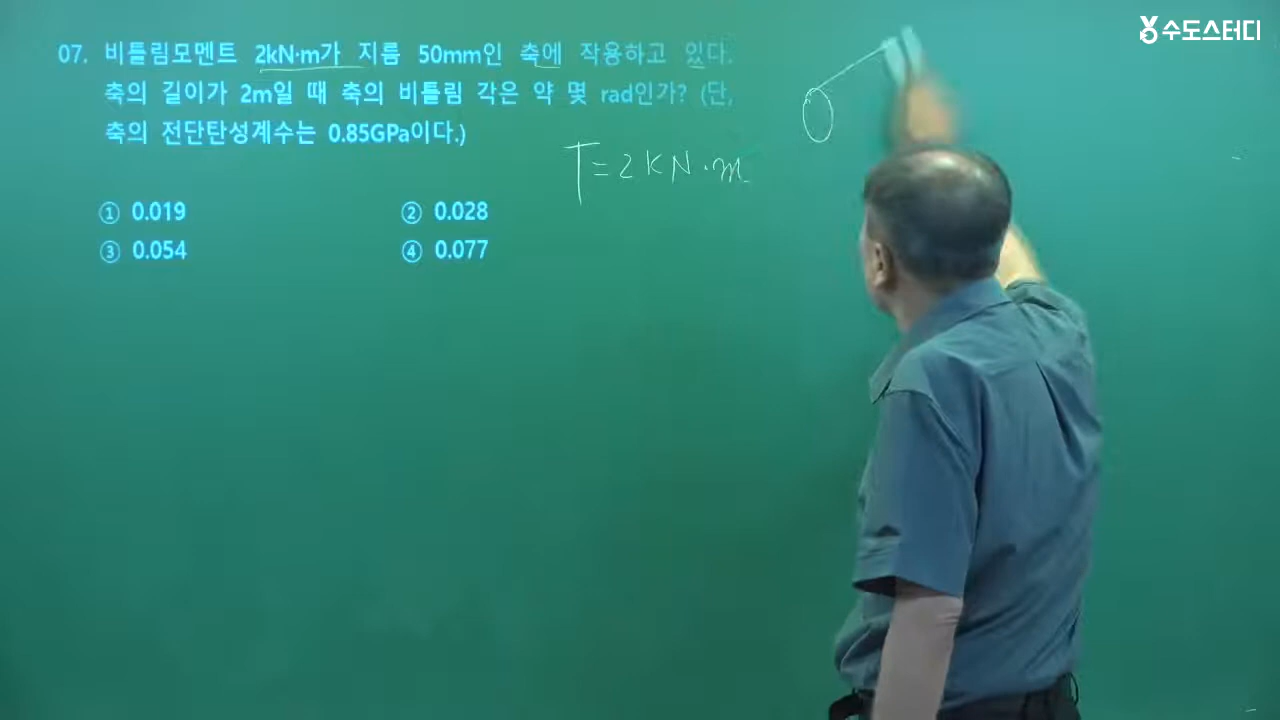 수도스터디
07. 비틀림모멘트 2kN·m가 지름 50mm인 축에 작용하고 있다.
축의 길이가 2m일 때 축의 비틀림 각은 약 몇 rad인가? (단,
축의 전단탄성계수는 0.85GPa이다.)
T=2KN·m
① 0.019 ② 0.028
③ 0.054 ④ 0.077